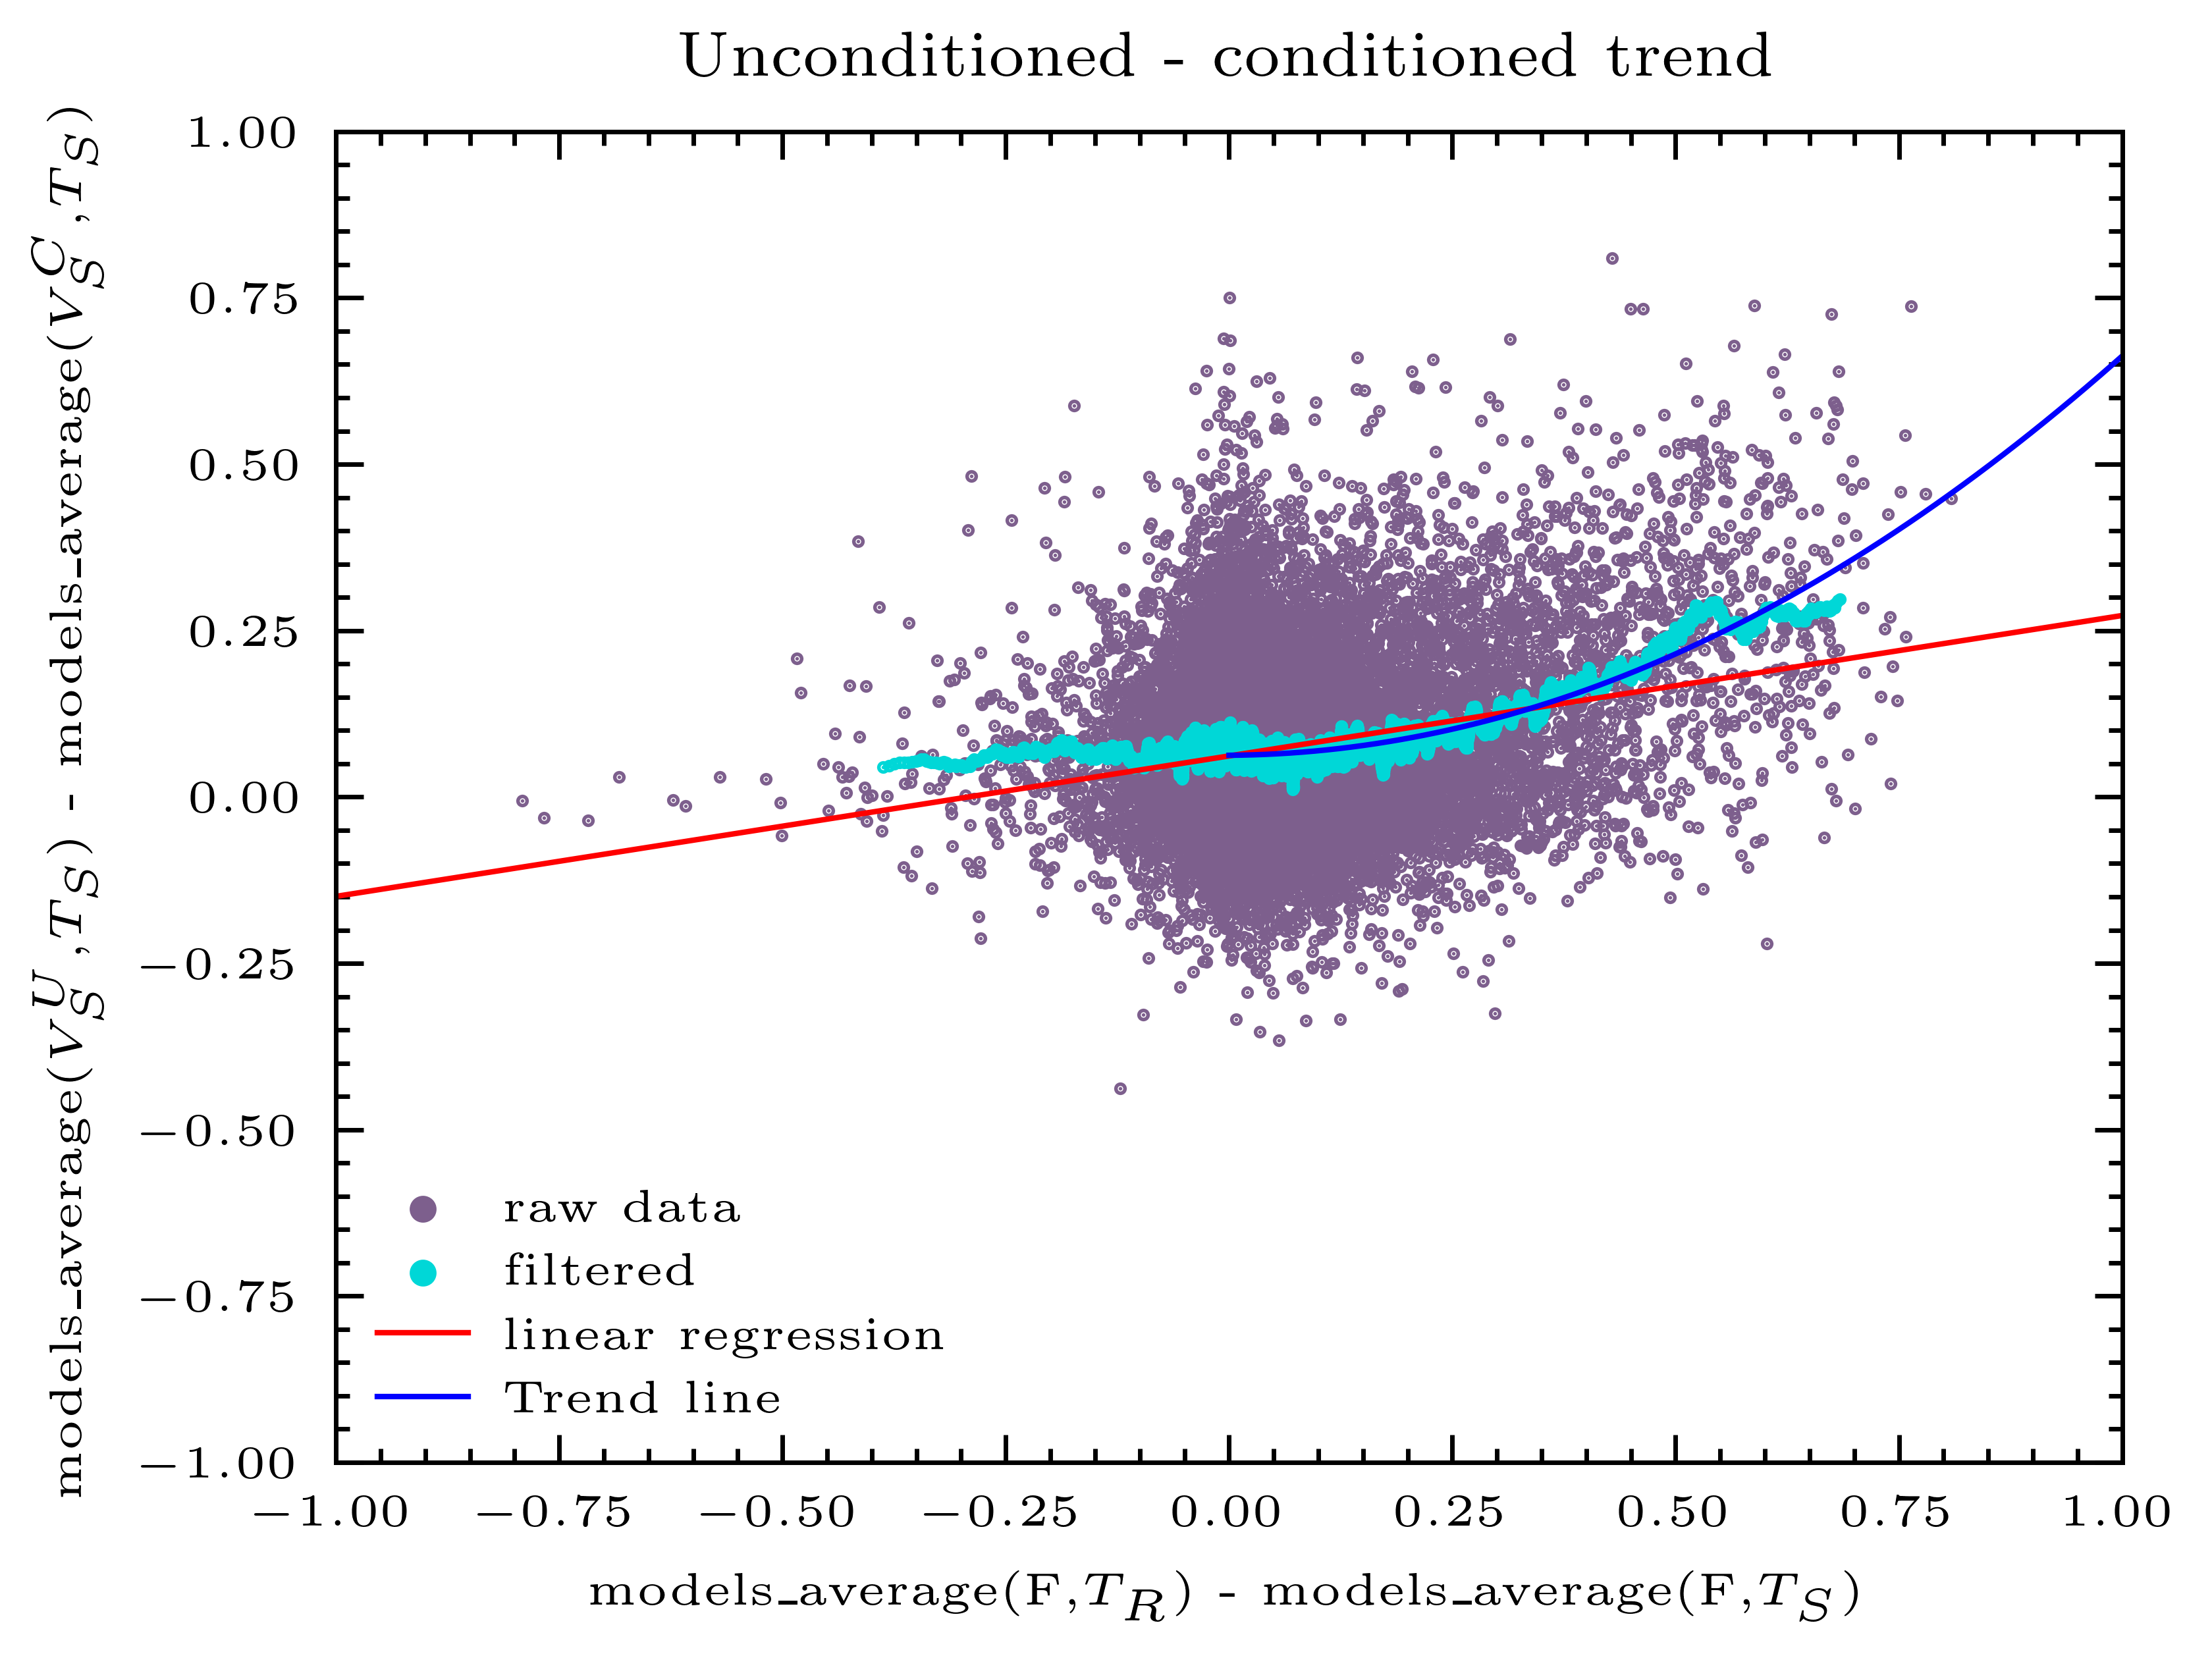 Unconditioned - conditioned trend
models_average(V_S^U,T_S) - models_average(V_S^C,T_S)
1.00
0.75
0.50
0.25
0.00
−0.25
−0.50
−0.75
−1.00
raw data
filtered
linear regression
Trend line
−1.00 −0.75 −0.50 −0.25 0.00 0.25 0.50 0.75 1.00
models_average(F,T_R) - models_average(F,T_S)